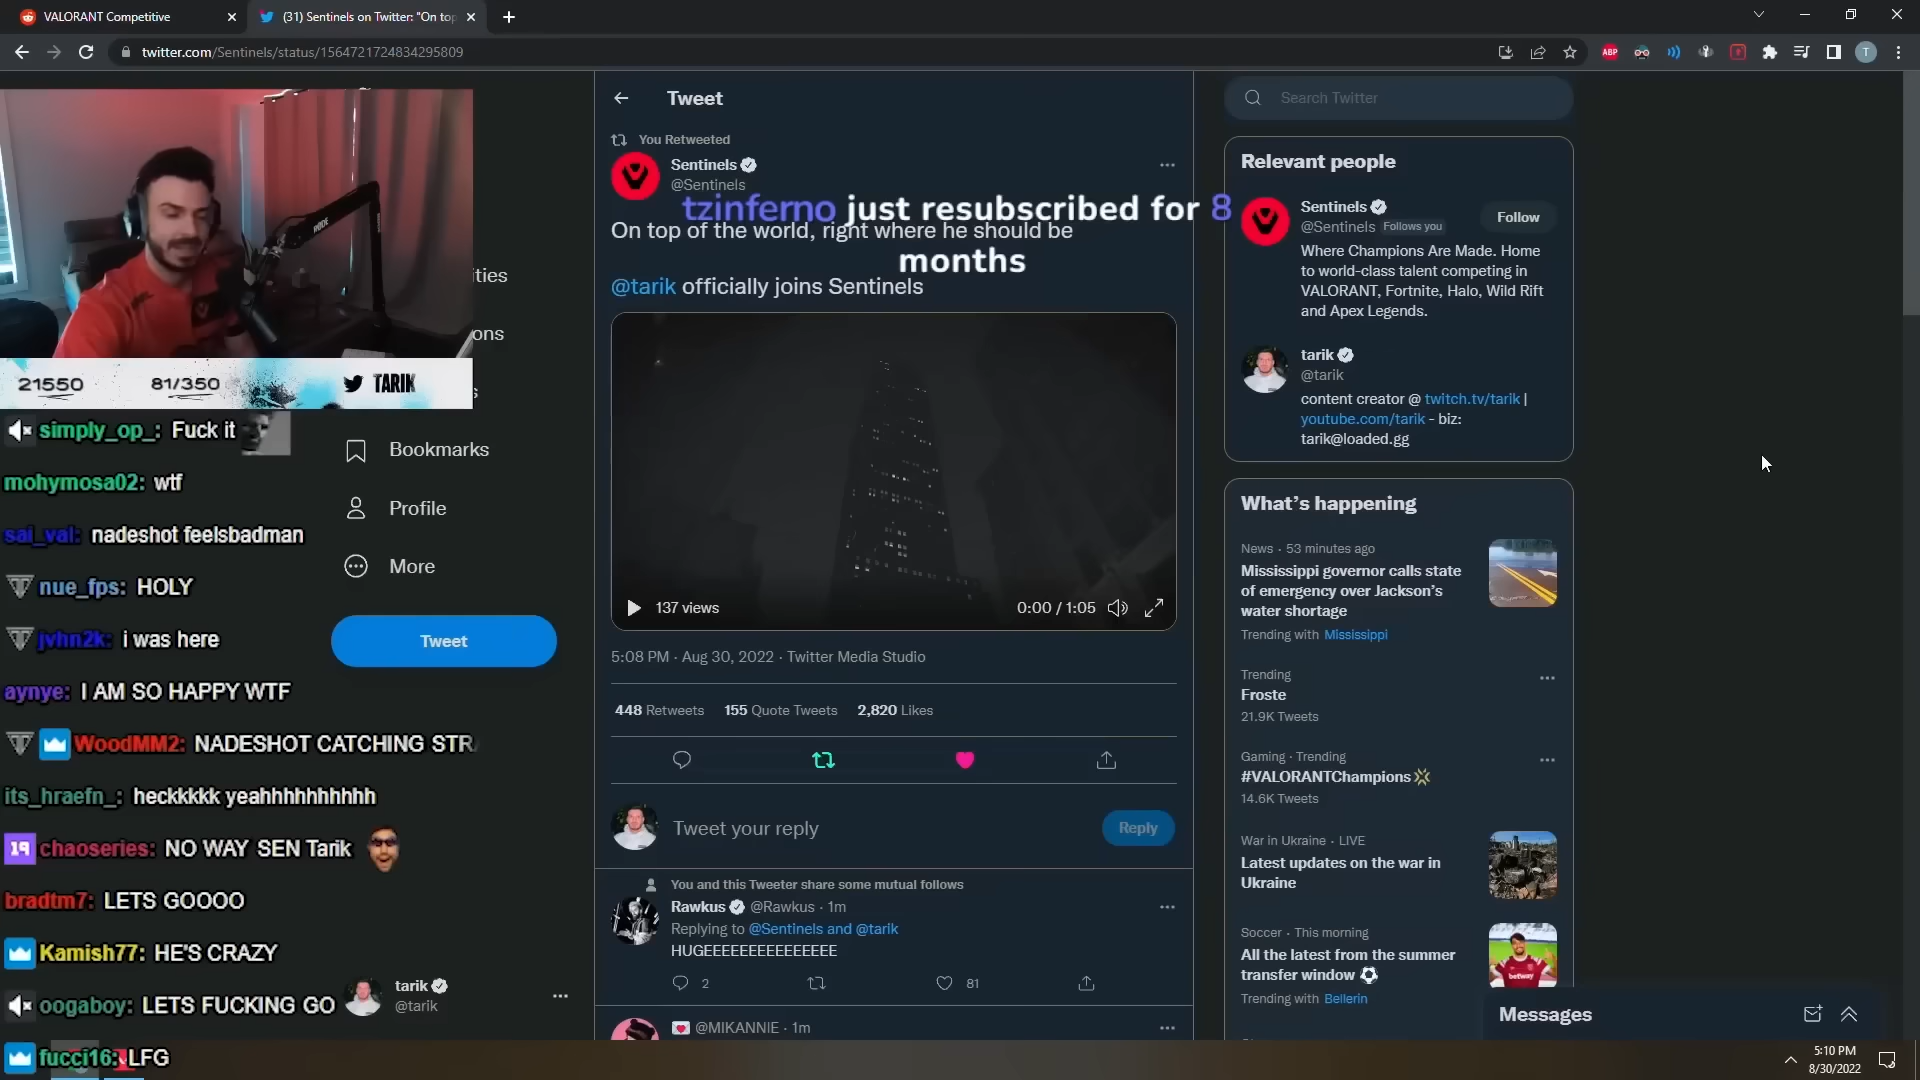 VALORANT Competitive
(31) Sentinels on Twitter: "On top
twitter.com/Sentinels/status/1564721724834295809
ABP
T
RODE
21550
81/350
TARIK
ities
ons
simply_op_: Fuck it
mohymosa02: wtf
sai_val: nadeshot feelsbadman
nue_fps: HOLY
jvhn2k: i was here
aynye: I AM SO HAPPY WTF
WoodMM2: NADESHOT CATCHING STR
its_hraefn_: heckkkkk yeahhhhhhhhhh
19 chaoseries: NO WAY SEN Tarik
bradtm7: LETS GOOOO
Kamish77: HE'S CRAZY
oogaboy: LETS FUCKING GO
fucci16: LFG
Bookmarks
Profile
More
Tweet
tarik
@tarik
Tweet
You Retweeted
Sentinels
@Sentinels
tzinferno just resubscribed for 8
months
On top of the world, right where he should be
@tarik officially joins Sentinels
137 views
0:00 / 1:05
5:08 PM · Aug 30, 2022 · Twitter Media Studio
448 Retweets 155 Quote Tweets 2,820 Likes
Tweet your reply
Reply
You and this Tweeter share some mutual follows
Rawkus @Rawkus · 1m
Replying to @Sentinels and @tarik
HUGEEEEEEEEEEEEEEE
2
81
@MIKANNIE · 1m
Search Twitter
Relevant people
Sentinels
@Sentinels Follows you
Follow
Where Champions Are Made. Home
to world-class talent competing in
VALORANT, Fortnite, Halo, Wild Rift
and Apex Legends.
tarik
@tarik
content creator @ twitch.tv/tarik |
youtube.com/tarik - biz:
tarik@loaded.gg
What's happening
News · 53 minutes ago
Mississippi governor calls state
of emergency over Jackson's
water shortage
Trending with Mississippi
Trending
Froste
21.9K Tweets
Gaming · Trending
#VALORANTChampions
14.6K Tweets
War in Ukraine · LIVE
Latest updates on the war in
Ukraine
Soccer · This morning
All the latest from the summer
transfer window
Trending with Bellerin
betway
Messages
5:10 PM
8/30/2022